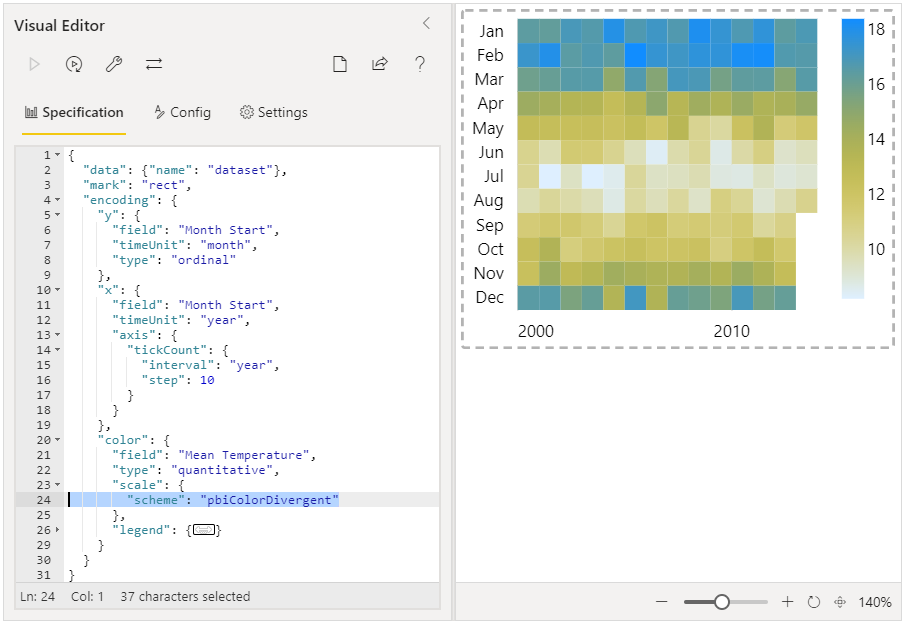 Visual Editor
Specification
Config
Settings
1 {
2 "data": {"name": "dataset"},
3 "mark": "rect",
4 "encoding": {
5 "y": {
6 "field": "Month Start",
7 "timeUnit": "month",
8 "type": "ordinal"
9 },
10 "x": {
11 "field": "Month Start",
12 "timeUnit": "year",
13 "axis": {
14 "tickCount": {
15 "interval": "year",
16 "step": 10
17 }
18 }
19 },
20 "color": {
21 "field": "Mean Temperature",
22 "type": "quantitative",
23 "scale": {
24 "scheme": "pbiColorDivergent"
25 },
26 "legend": {}
29 }
30 }
31 }
Ln: 24 Col: 1 37 characters selected
Jan
Feb
Mar
Apr
May
Jun
Jul
Aug
Sep
Oct
Nov
Dec
2000 2010
18
16
14
12
10
140%